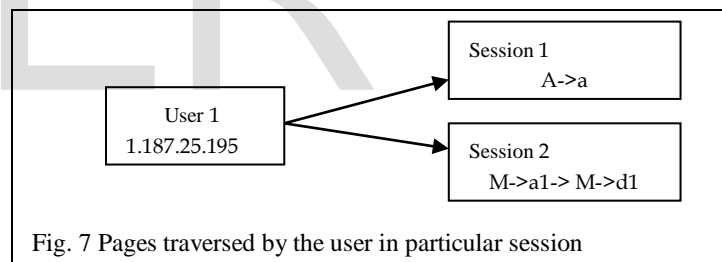 Session 1
A->a
User 1
1.187.25.195
Session 2
M->a1-> M->d1
Fig. 7 Pages traversed by the user in particular session